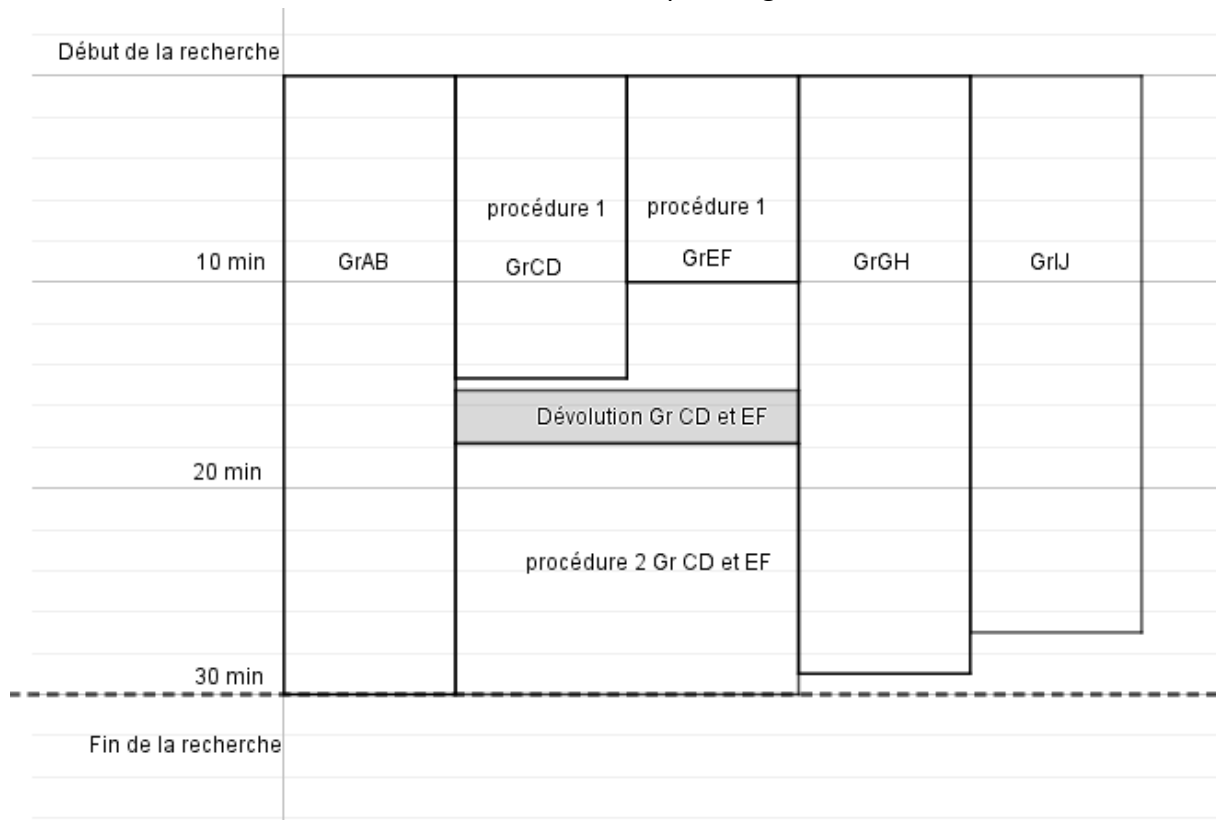 Début de la recherche
procédure 1
procédure 1
10 min
GrAB
GrCD
GrEF
GrGH
GrIJ
Dévolution Gr CD et EF
20 min
procédure 2 Gr CD et EF
30 min
Fin de la recherche